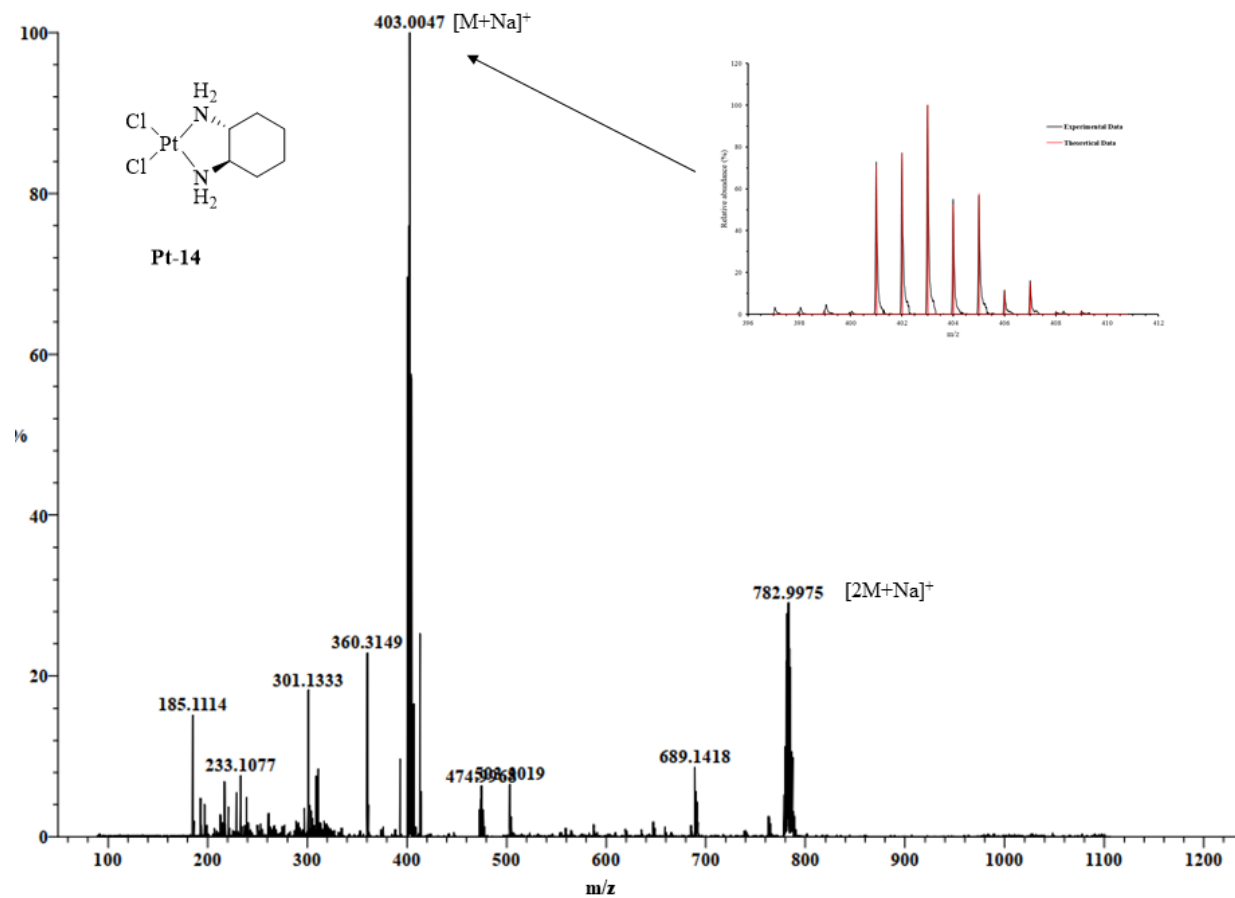 403.0047 [M+Na]+
100
80
60
%
40
20
0
NH2
Cl
N
Pt
Cl
N
H2
Pt-14
120
100
80
60
40
20
0
Relative abundance (%)
Experimental Data
Theoretical Data
396 398 400 402 404 406 408 410 412
m/z
782.9975 [2M+Na]+
360.3149
301.1333
185.1114
233.1077
689.1418
100 200 300 400 500 600 700 800 900 1000 1100 1200
m/z